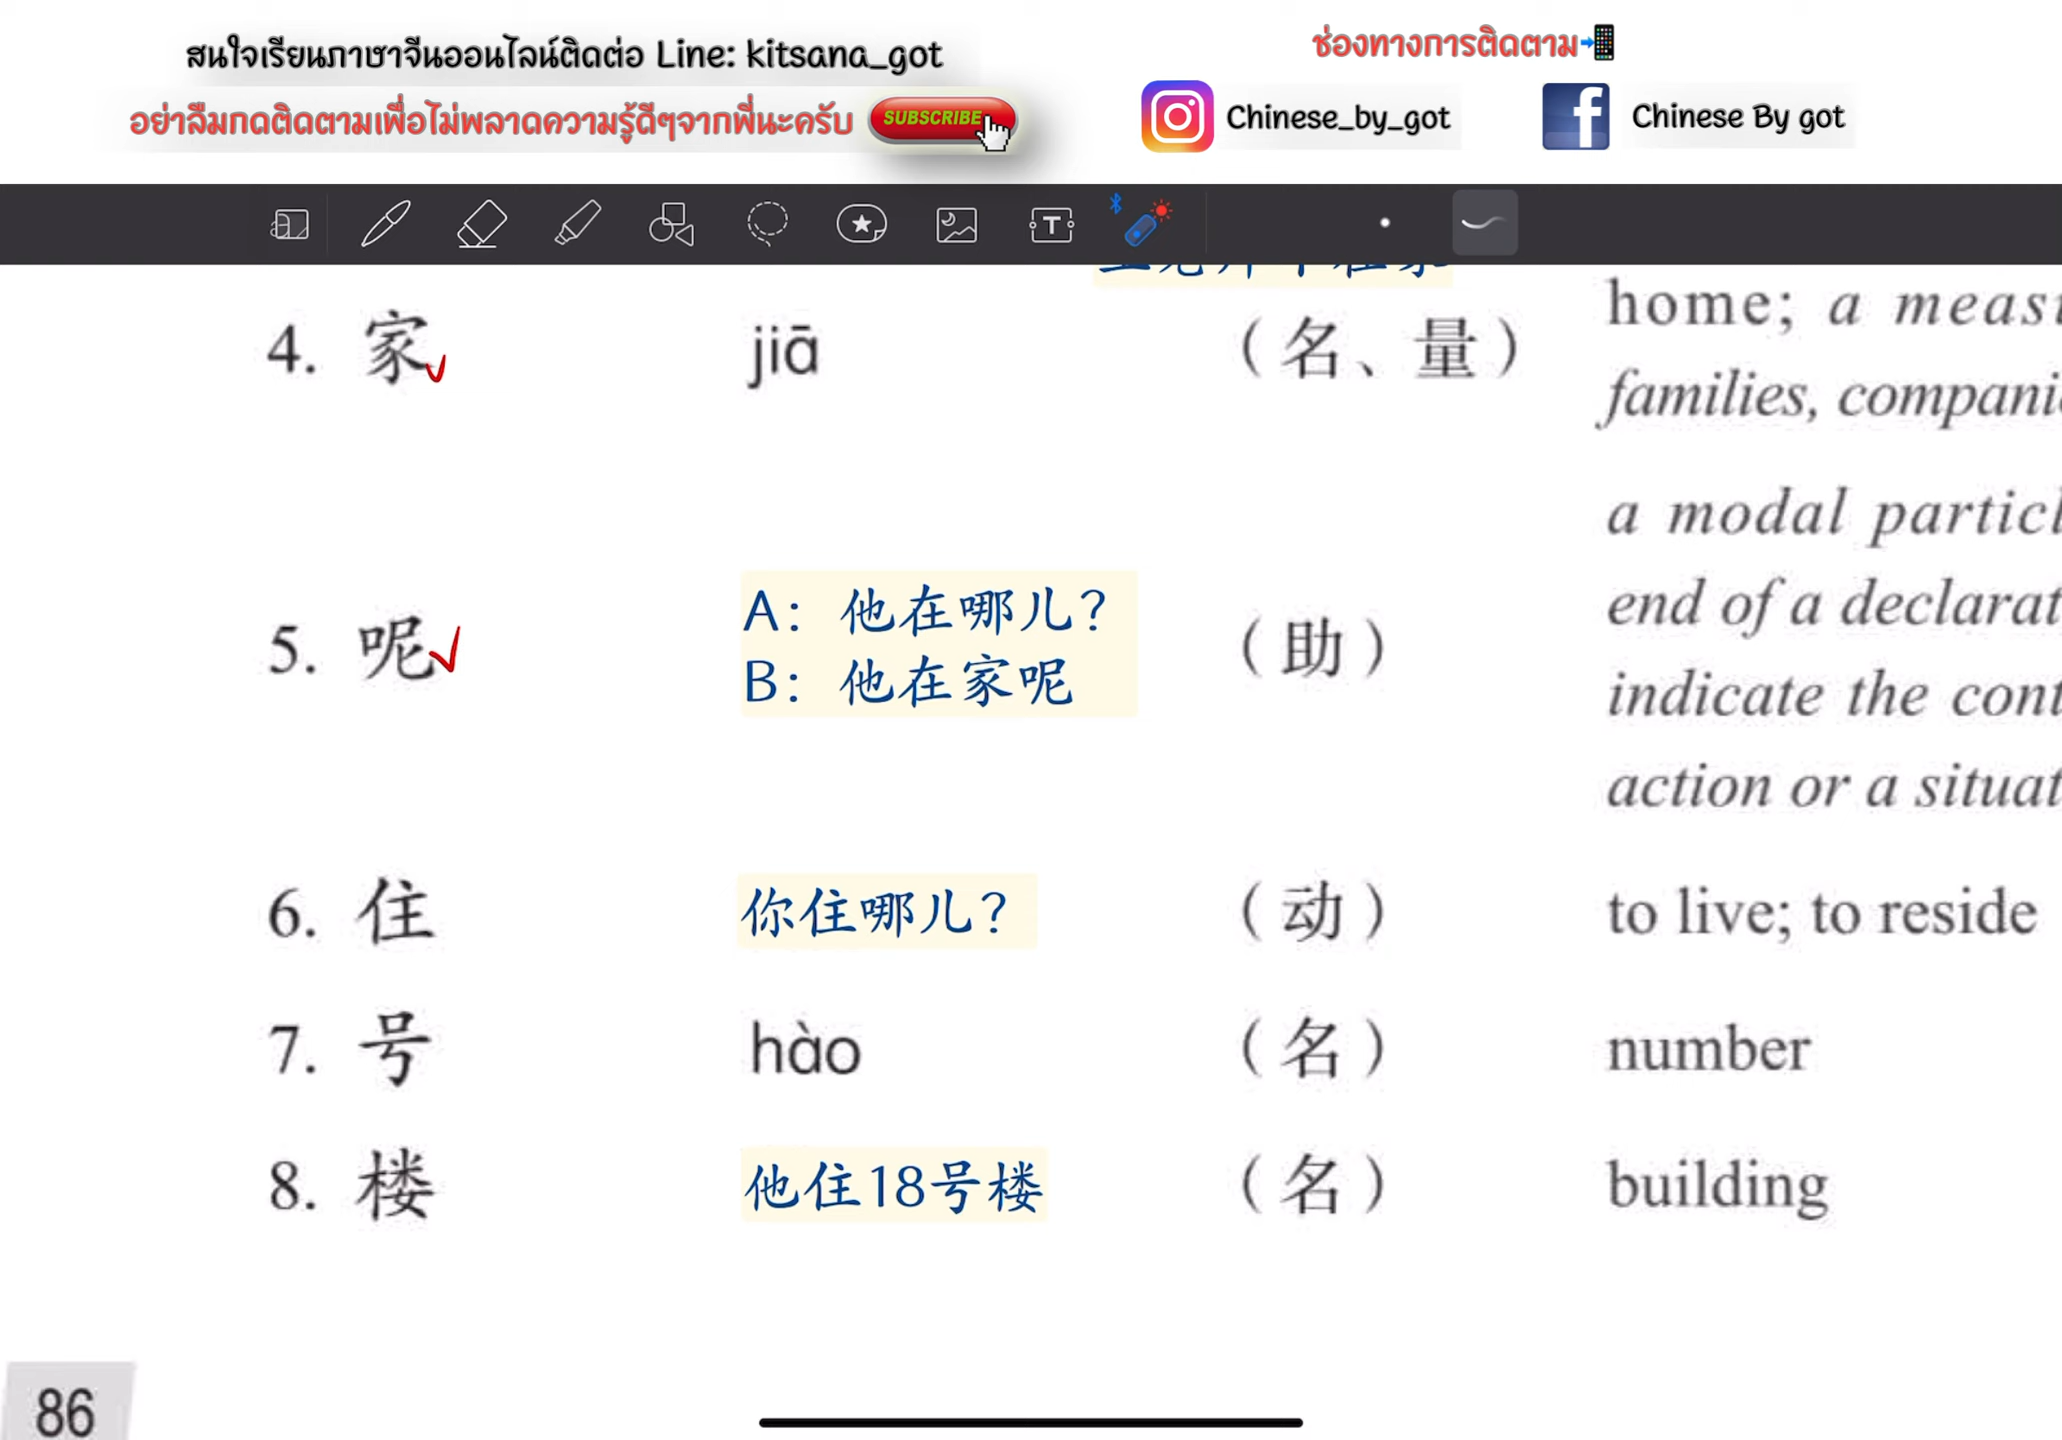 สนใจเรียนภาษาจีนออนไลน์ติดต่อ Line: kitsana_got
อย่าลืมกดติดตามเพื่อไม่พลาดความรู้ดีๆจากพี่นะครับ SUBSCRIBE
ช่องทางการติดตาม
Chinese_by_got
Chinese By got
4. 家 jiā （名、量） home; a meas
families, compani
5. 呢 （助） a modal particl
A：他在哪儿？ end of a declarat
B：他在家呢 indicate the cont
action or a situat
6. 住 你住哪儿？ （动） to live; to reside
7. 号 hào （名） number
8. 楼 他住18号楼 （名） building
86